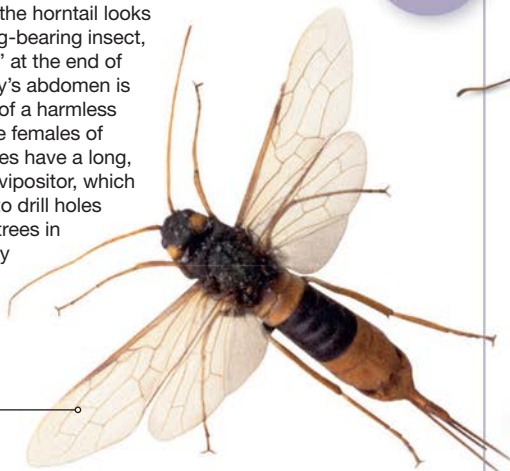 the horntail looks
g-bearing insect,
’ at the end of
y’s abdomen is
of a harmless
e females of
es have a long,
vipositor, which
to drill holes
trees in
y